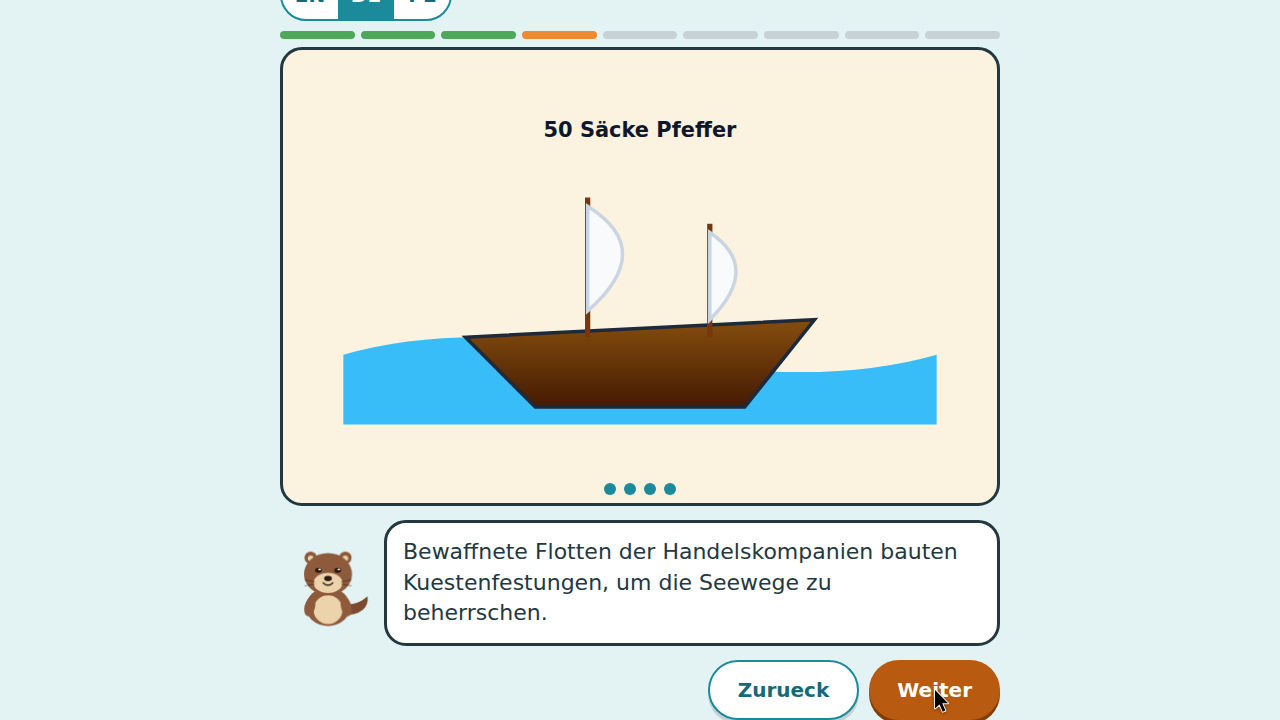 50 Säcke Pfeffer
Bewaffnete Flotten der Handelskompanien bauten
Kuestenfestungen, um die Seewege zu
beherrschen.
Zurueck
Weiter